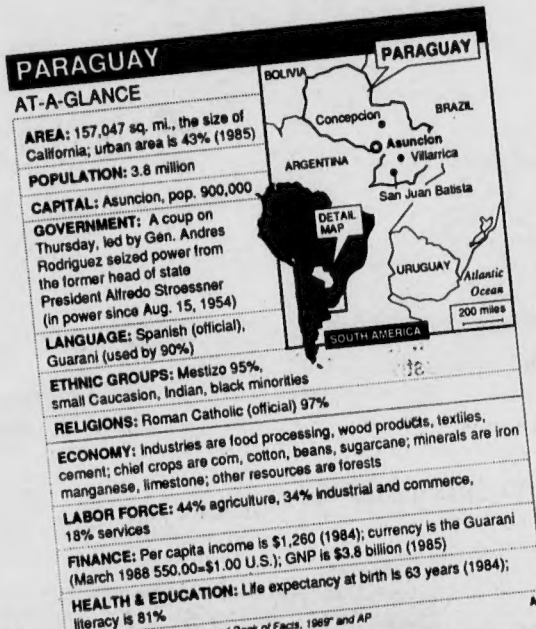 PARAGUAY
AT-A-GLANCE
AREA: 157,047 sq. mi., the size of
California; urban area is 43% (1985)
POPULATION: 3.8 million
CAPITAL: Asuncion, pop. 900,000
GOVERNMENT: A coup on
Thursday, led by Gen. Andres
Rodriguez seized power from
the former head of state
President Alfredo Stroessner
(in power since Aug. 15, 1954)
LANGUAGE: Spanish (official),
Guarani (used by 90%)
ETHNIC GROUPS: Mestizo 95%,
small Caucasion, Indian, black minorities
RELIGIONS: Roman Catholic (official) 97%
ECONOMY: Industries are food processing, wood products, textiles,
cement; chief crops are corn, cotton, beans, sugarcane; minerals are iron
manganese, limestone; other resources are forests
LABOR FORCE: 44% agriculture, 34% industrial and commerce,
18% services
FINANCE: Per capita income is $1,260 (1984); currency is the Guarani
(March 1988 550.00=$1.00 U.S.); GNP is $3.8 billion (1985)
HEALTH & EDUCATION: Life expectancy at birth is 63 years (1984);
literacy is 81%
of Facts, 1989" and AP
PARAGUAY
BOLIVIA
BRAZIL
Concepcion
Asuncion
Villarrica
ARGENTINA
San Juan Batista
DETAIL
MAP
URUGUAY
Atlantic
Ocean
200 miles
SOUTH AMERICA